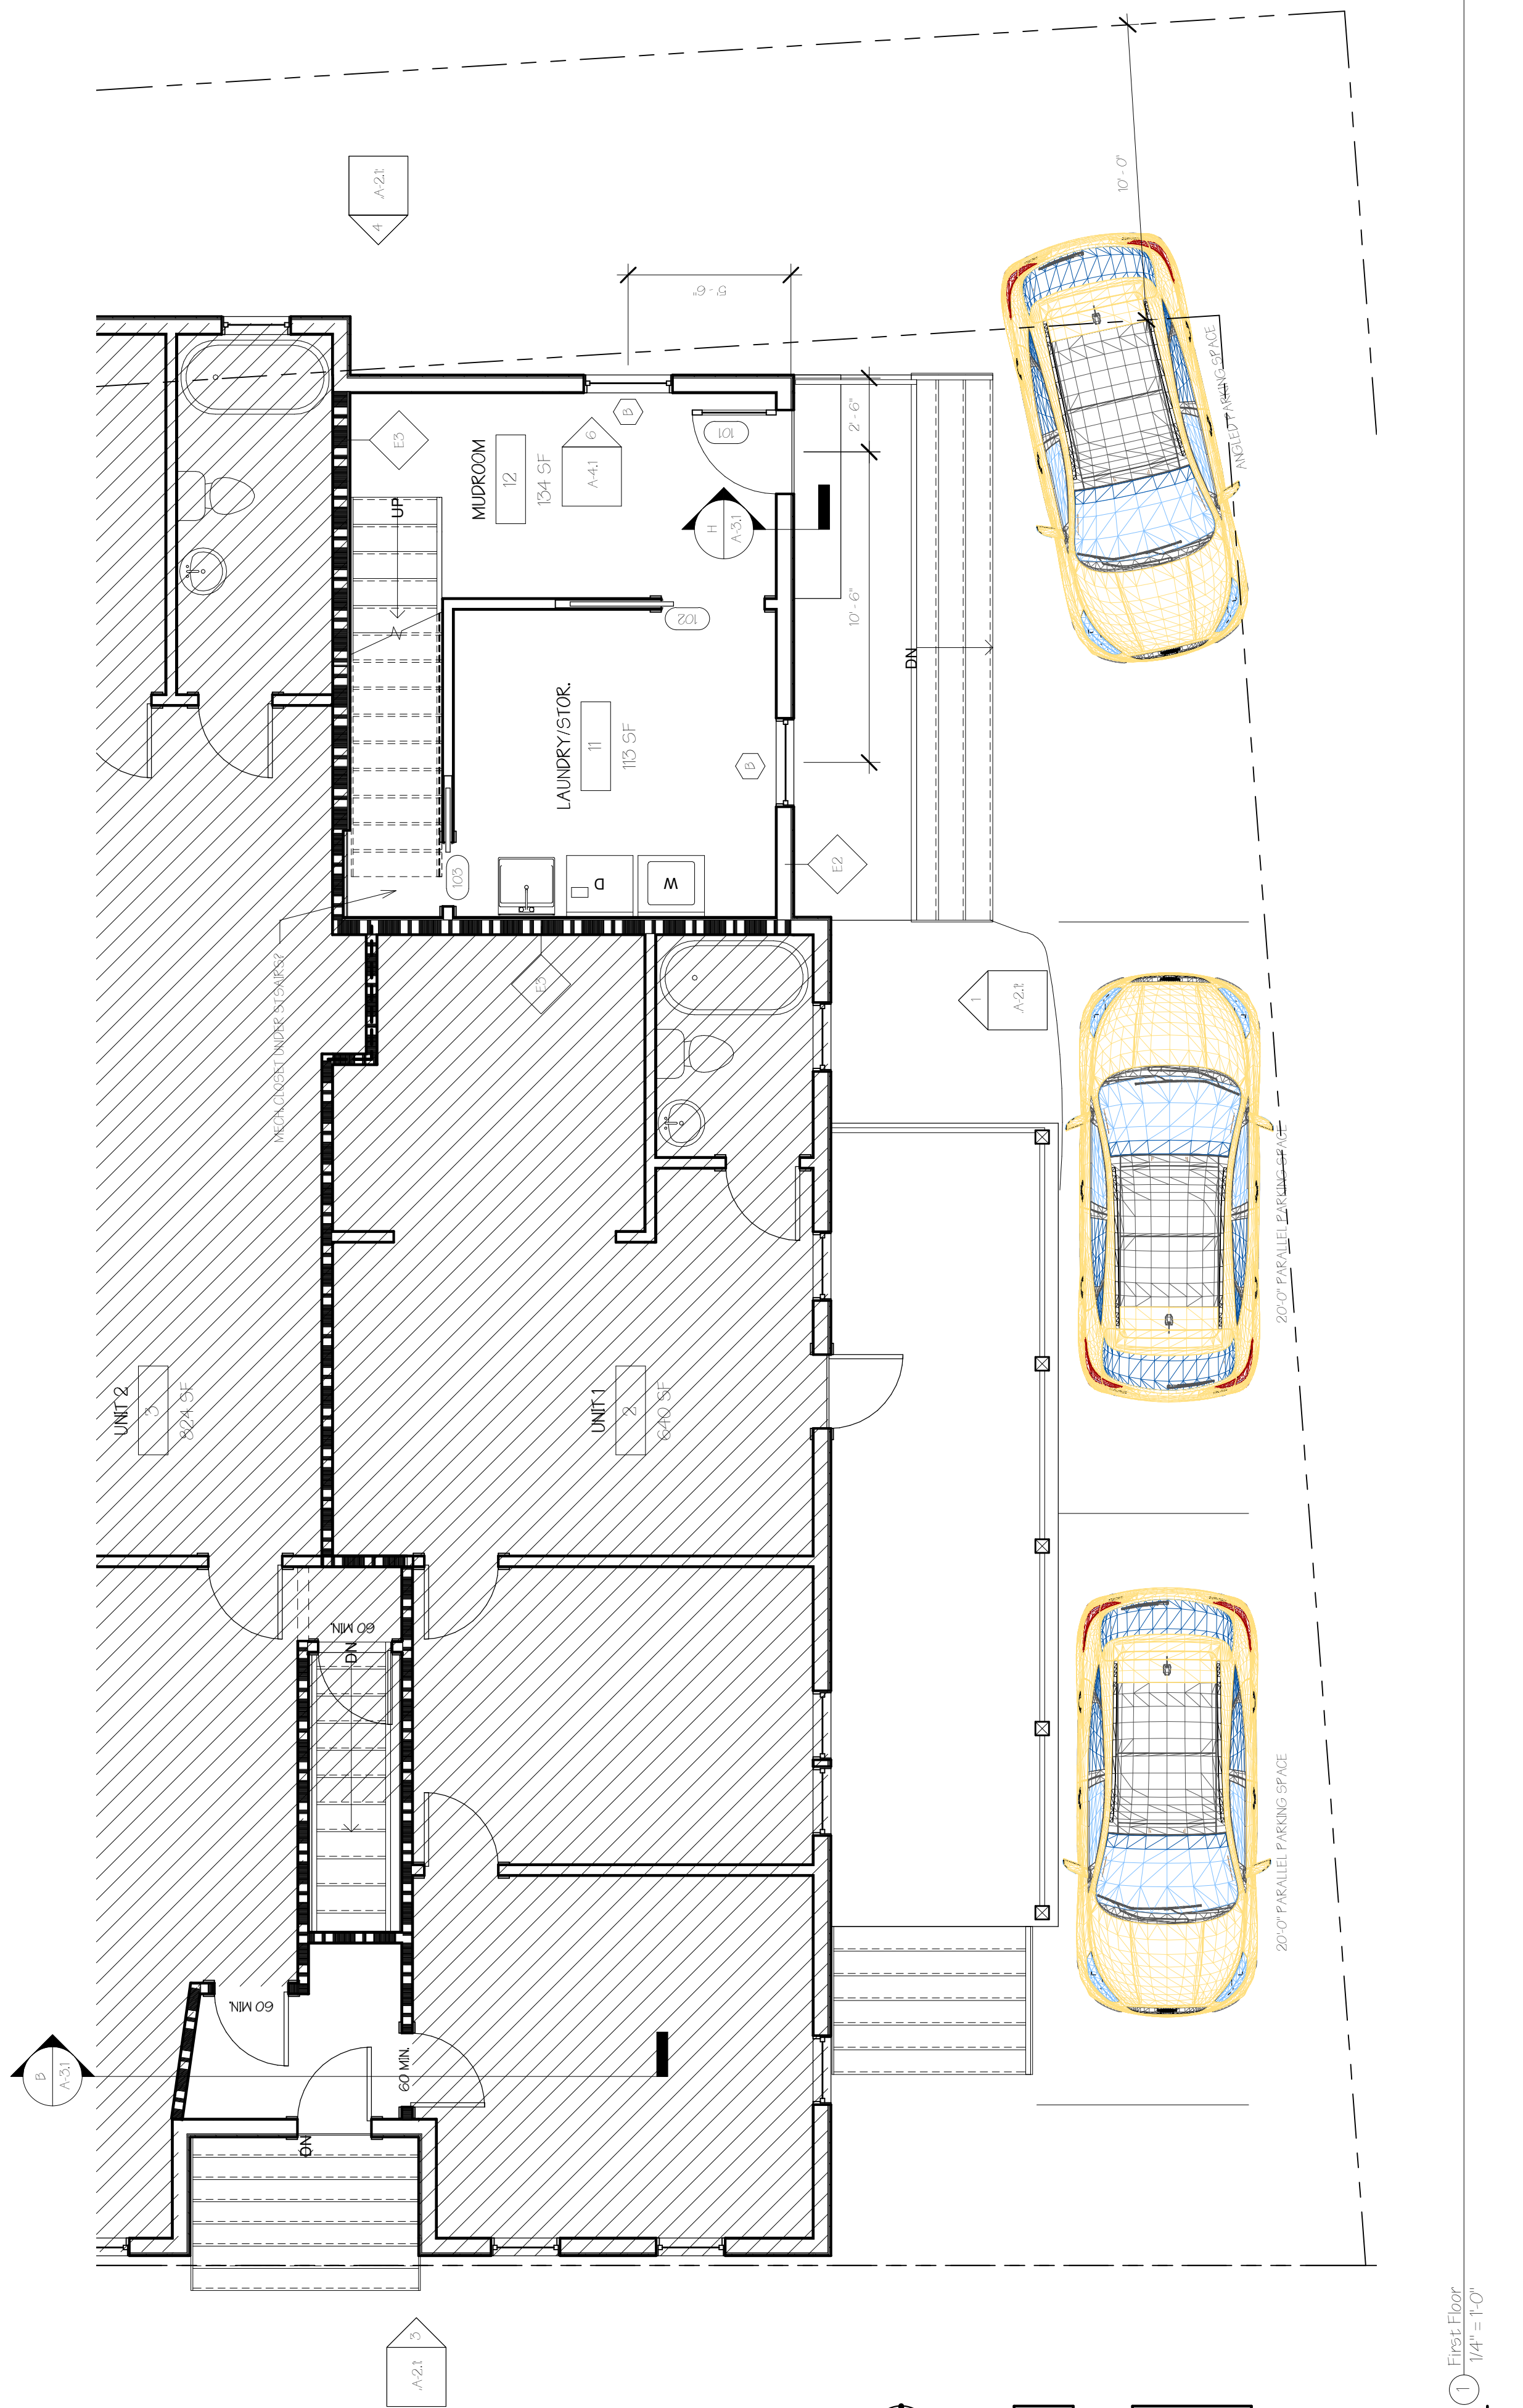 10' - 0"
A-2.1
4
5' - 6"
ANGLED PARKING SPACE
E3
MUDROOM
12
134 SF
6
A-4.1
B
101
2' - 6"
UP
H
A-3.1
102
10' - 6"
DN
LAUNDRY/STOR.
11
113 SF
B
103
D
W
E2
MECH. CLOSET UNDER STSAIRS?
E3
1
A-2.1
20'-0" PARALLEL PARKING SPACE
UNIT 2
3
824 SF
UNIT 1
2
640 SF
60 MIN.
DN
20'-0" PARALLEL PARKING SPACE
60 MIN.
60 MIN.
B
A-3.1
DN
3
A-2.1
1
First Floor
1/4" = 1'-0"